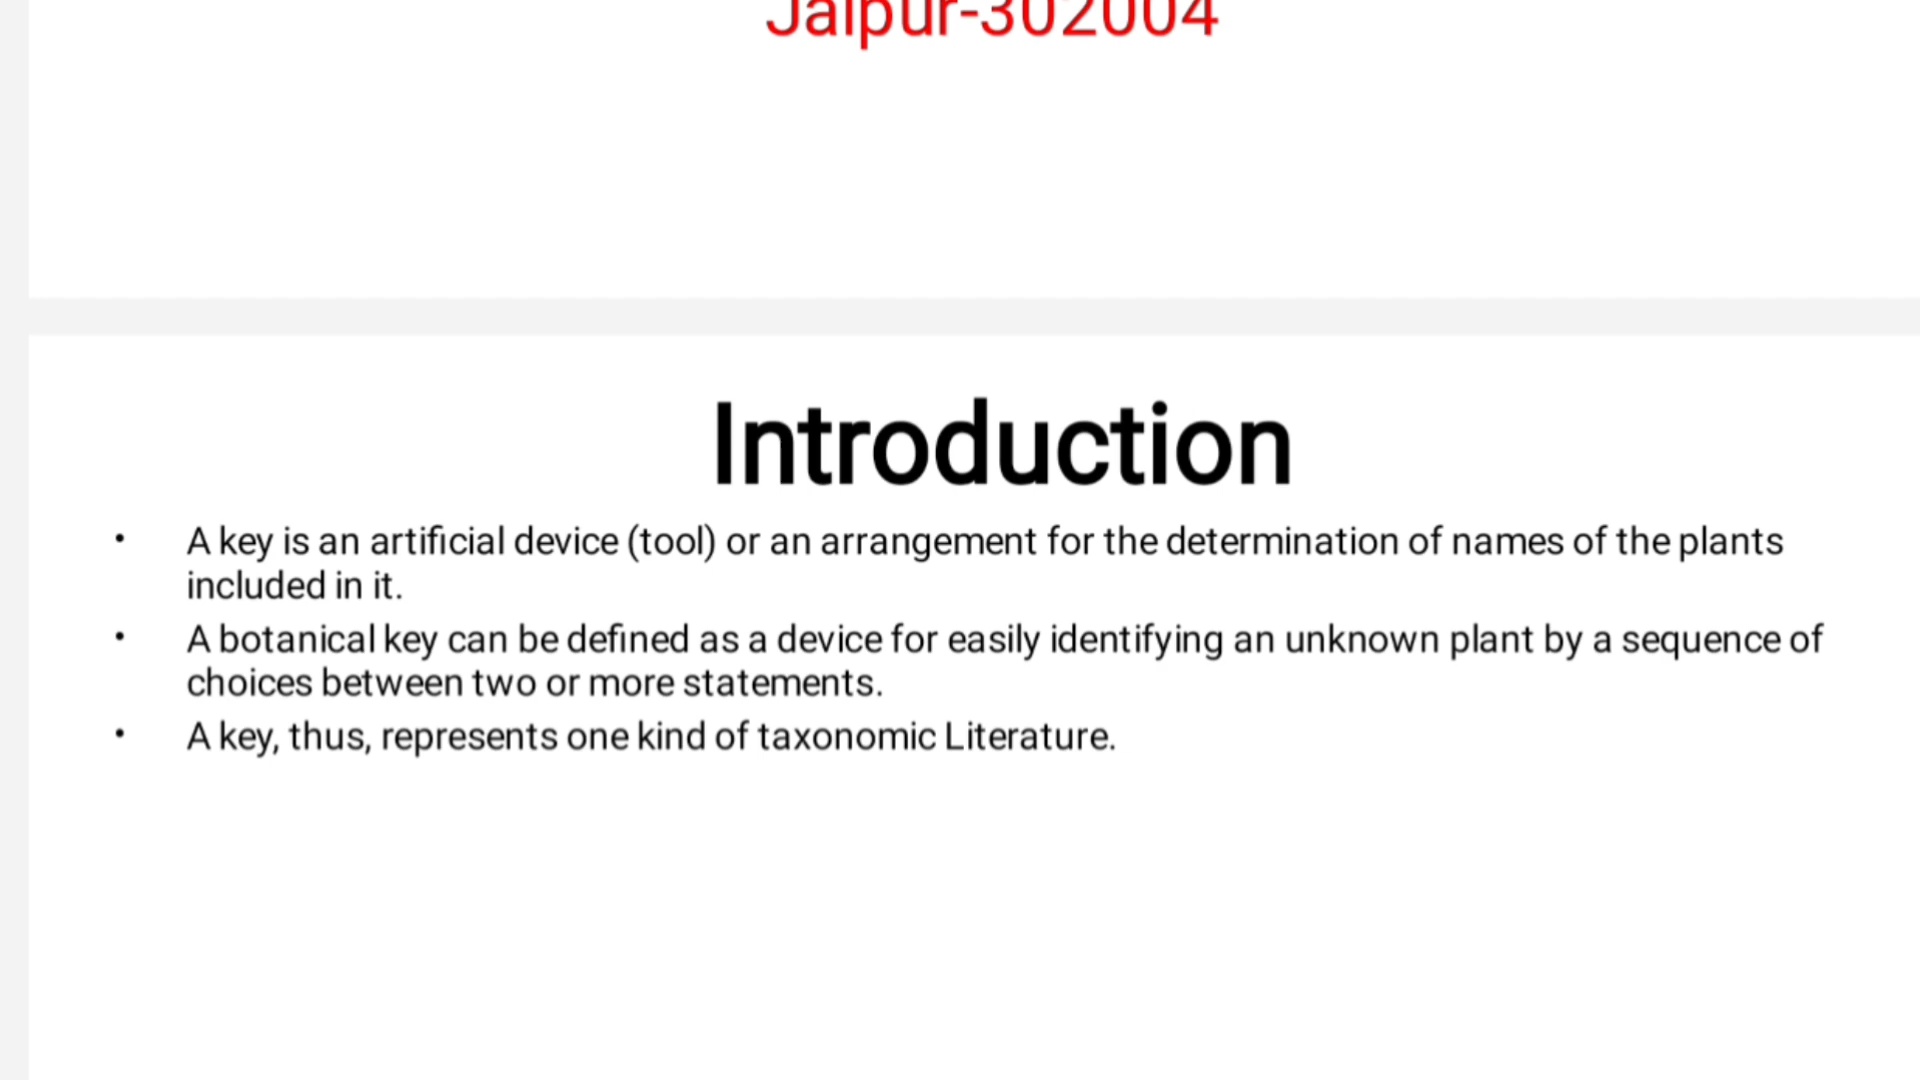 Jaipur-302004
Introduction
• A key is an artificial device (tool) or an arrangement for the determination of names of the plants
included in it.
• A botanical key can be defined as a device for easily identifying an unknown plant by a sequence of
choices between two or more statements.
• A key, thus, represents one kind of taxonomic Literature.